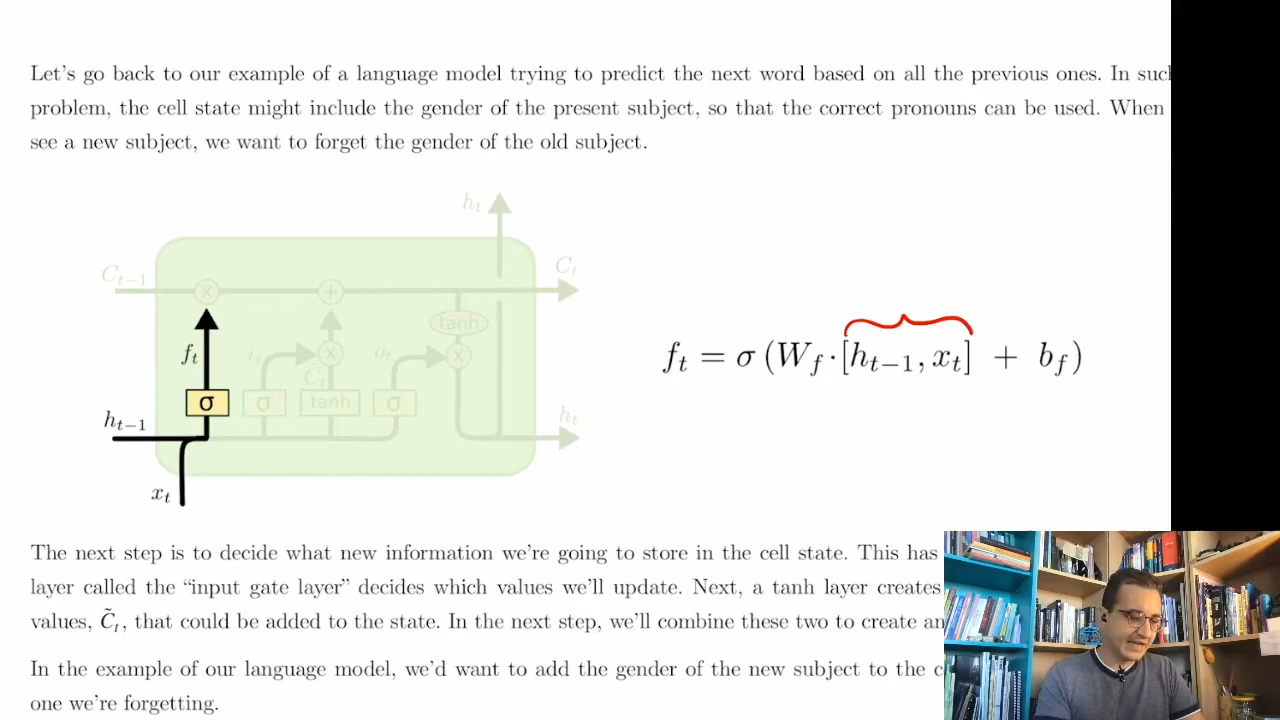 Let's go back to our example of a language model trying to predict the next word based on all the previous ones. In such
problem, the cell state might include the gender of the present subject, so that the correct pronouns can be used. When
see a new subject, we want to forget the gender of the old subject.
h_t
C_{t-1}
C_t
x
+
tanh
f_t
i_t
x
o_t
x
C̃_t
σ
σ
tanh
σ
h_{t-1}
h_t
x_t
f_t = σ (W_f · [h_{t-1}, x_t] + b_f)
The next step is to decide what new information we're going to store in the cell state. This has
layer called the “input gate layer” decides which values we'll update. Next, a tanh layer creates
values, C̃_t, that could be added to the state. In the next step, we'll combine these two to create an
In the example of our language model, we'd want to add the gender of the new subject to the c
one we're forgetting.